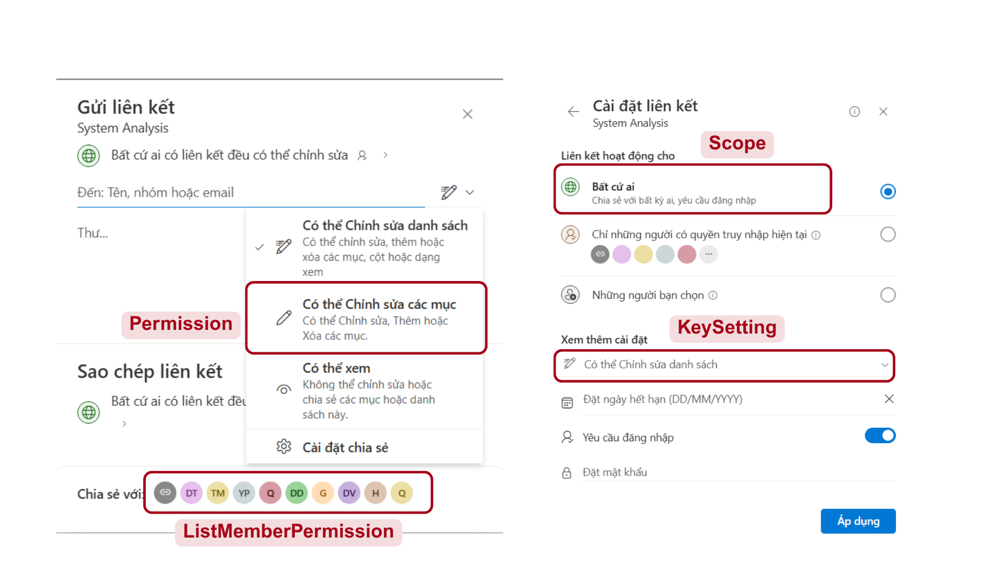 Gửi liên kết
System Analysis
Bất cứ ai có liên kết đều có thể chỉnh sửa
Đến: Tên, nhóm hoặc email
Thư...
Có thể Chỉnh sửa danh sách
Có thể chỉnh sửa, thêm hoặc
xóa các mục, cột hoặc dạng
xem
Permission
Có thể Chỉnh sửa các mục
Có thể Chỉnh sửa, Thêm hoặc
Xóa các mục.
Có thể xem
Không thể chỉnh sửa hoặc
chia sẻ các mục hoặc danh
sách này.
Cài đặt chia sẻ
Sao chép liên kết
Bất cứ ai có liên kết đều
Chia sẻ với:
DT TM YP Q DD G DV H Q
ListMemberPermission
Cài đặt liên kết
System Analysis
Scope
Liên kết hoạt động cho
Bất cứ ai
Chia sẻ với bất kỳ ai, yêu cầu đăng nhập
Chỉ những người có quyền truy nhập hiện tại
Những người bạn chọn
KeySetting
Xem thêm cài đặt
Có thể Chỉnh sửa danh sách
Đặt ngày hết hạn (DD/MM/YYYY)
Yêu cầu đăng nhập
Đặt mật khẩu
Áp dụng